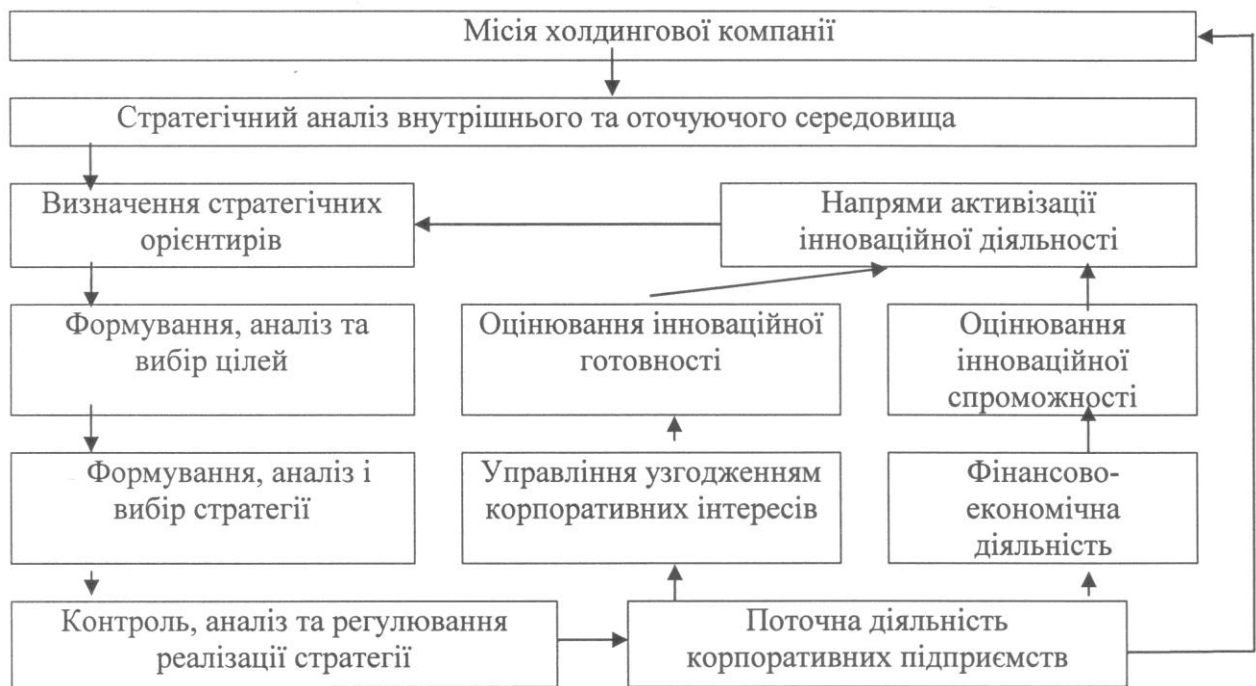 Місія холдингової компанії
Стратегічний аналіз внутрішнього та оточуючого середовища
Визначення стратегічних
орієнтирів
Напрями активізації
інноваційної діяльності
Формування, аналіз та
вибір цілей
Оцінювання інноваційної
готовності
Оцінювання
інноваційної
спроможності
Формування, аналіз і
вибір стратегії
Управління узгодженням
корпоративних інтересів
Фінансово-
економічна
діяльність
Контроль, аналіз та регулювання
реалізації стратегії
Поточна діяльність
корпоративних підприємств